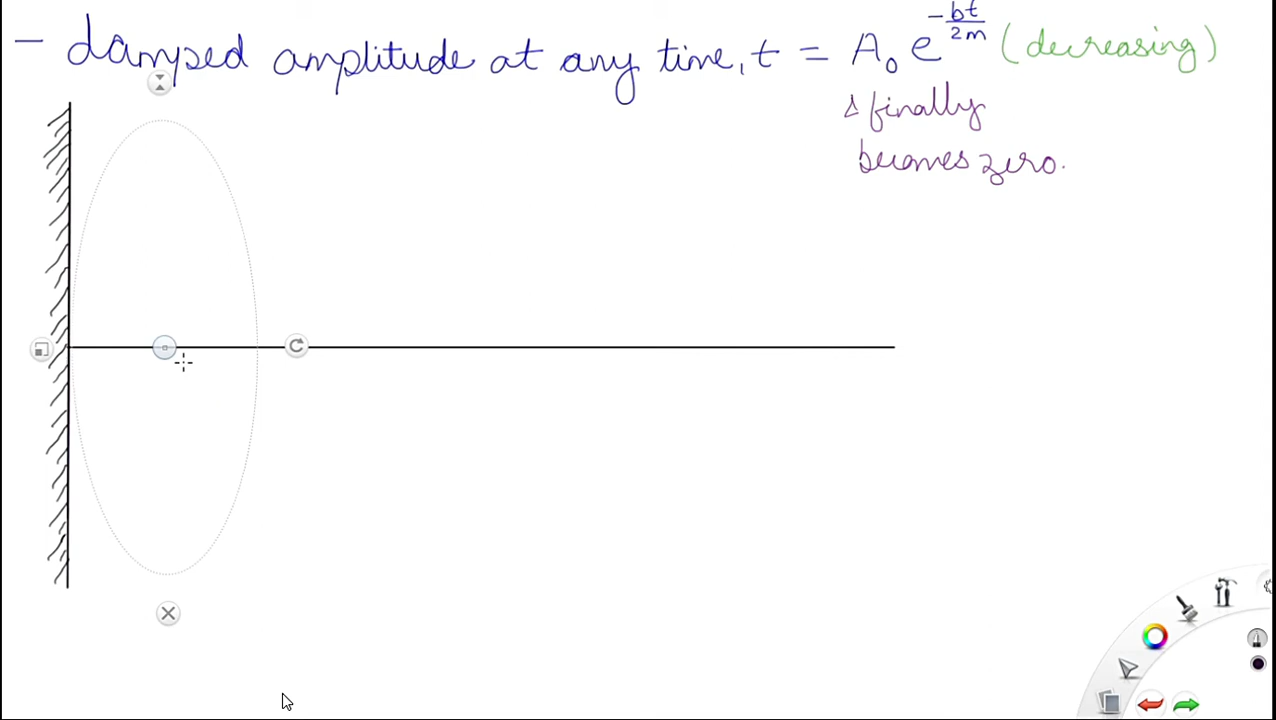 - damped amplitude at any time, t = A₀ e^(-bt/2m) (decreasing)
& finally
becomes zero.